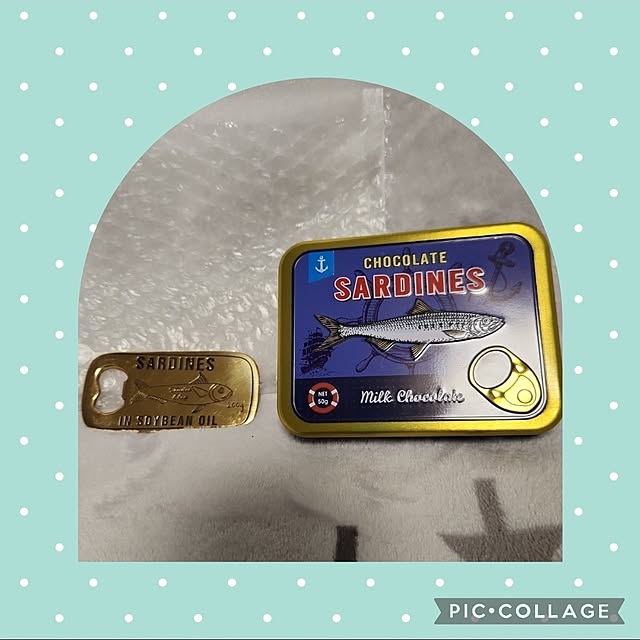 CHOCOLATE
SARDINES
NET
50g
Milk Chocolate
SARDINES
IN SOYBEAN OIL
PIC•COLLAGE